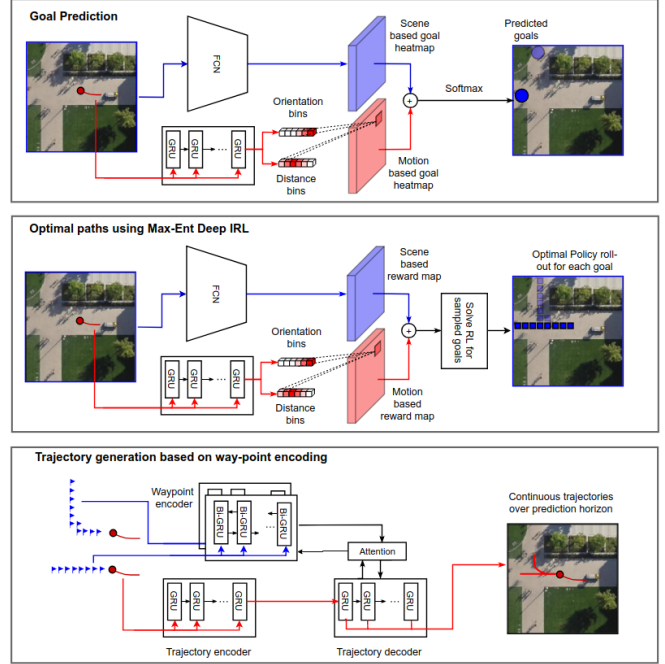 Goal Prediction
FCN
Scene
based goal
heatmap
Predicted
goals
Softmax
+
Orientation
bins
GRU
GRU
...
GRU
Distance
bins
Motion
based goal
heatmap
Optimal paths using Max-Ent Deep IRL
FCN
Scene
based
reward map
Optimal Policy roll-
out for each goal
Solve RL for
sampled goals
+
Orientation
bins
GRU
GRU
...
GRU
Distance
bins
Motion
based
reward map
Trajectory generation based on way-point encoding
Waypoint
encoder
Bi-GRU
Bi-GRU
...
Bi-GRU
Attention
Continuous trajectories
over prediction horizon
GRU
GRU
...
GRU
GRU
GRU
...
GRU
Trajectory encoder
Trajectory decoder